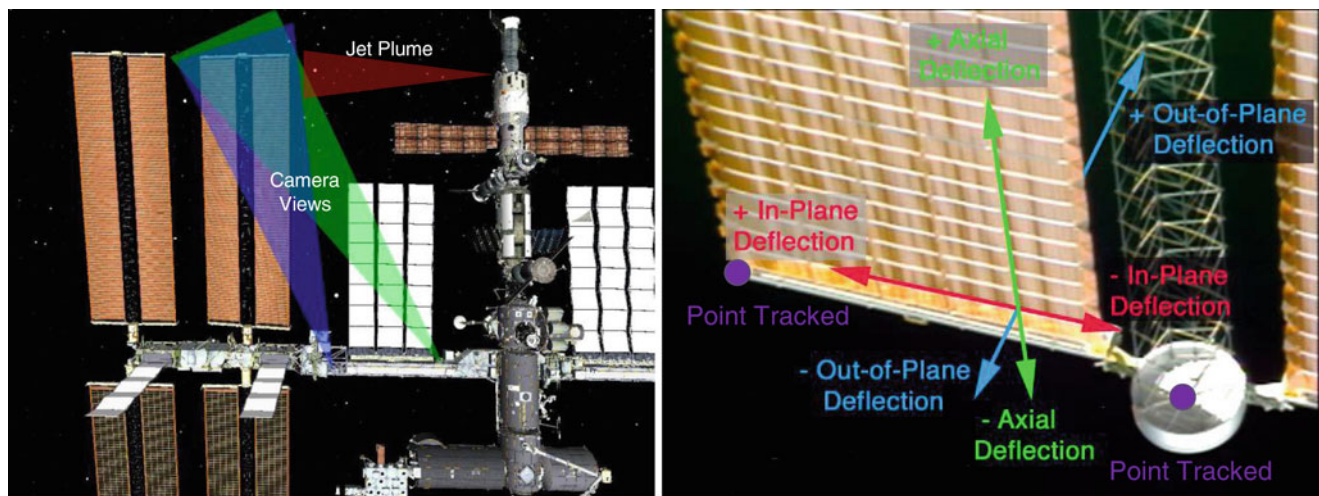 Jet Plume
Camera
Views
+ Axial
Deflection
+ Out-of-Plane
Deflection
+ In-Plane
Deflection
- In-Plane
Deflection
Point Tracked
- Out-of-Plane
Deflection
- Axial
Deflection
Point Tracked